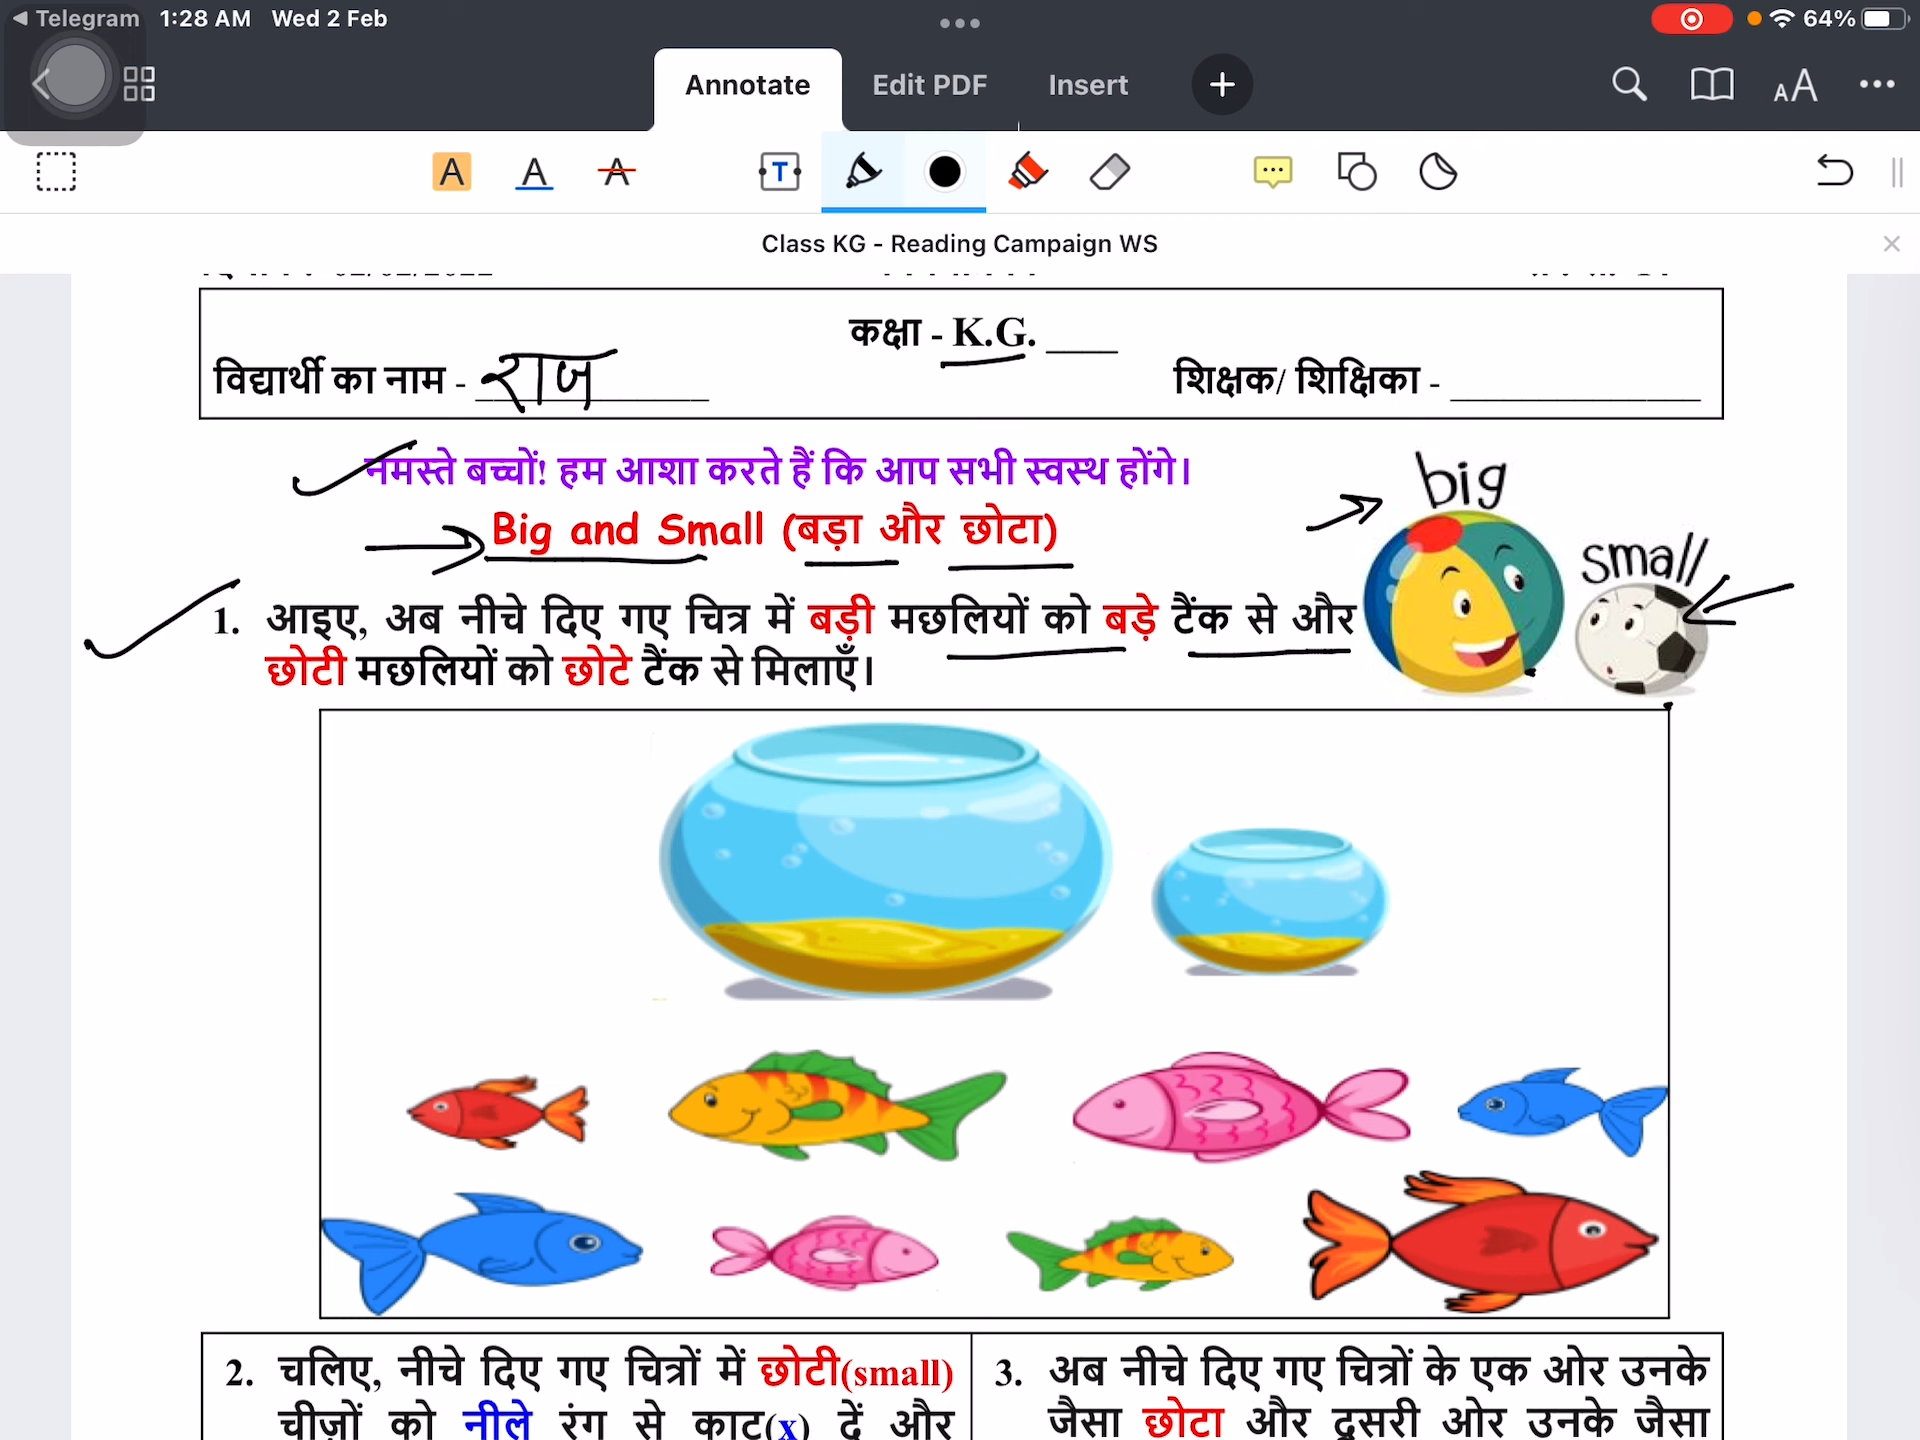 Telegram 1:28 AM Wed 2 Feb 64%
Annotate Edit PDF Insert
A A A T AA
Class KG - Reading Campaign WS
कक्षा - K.G. ____
विद्यार्थी का नाम - राज शिक्षक/ शिक्षिका - ______________
नमस्ते बच्चों! हम आशा करते हैं कि आप सभी स्वस्थ होंगे।
big
Big and Small (बड़ा और छोटा)
small
1. आइए, अब नीचे दिए गए चित्र में बड़ी मछलियों को बड़े टैंक से और
छोटी मछलियों को छोटे टैंक से मिलाएँ।
2. चलिए, नीचे दिए गए चित्रों में छोटी(small)
चीज़ों को नीले रंग से काट(x) दें और
3. अब नीचे दिए गए चित्रों के एक ओर उनके
जैसा छोटा और दूसरी ओर उनके जैसा